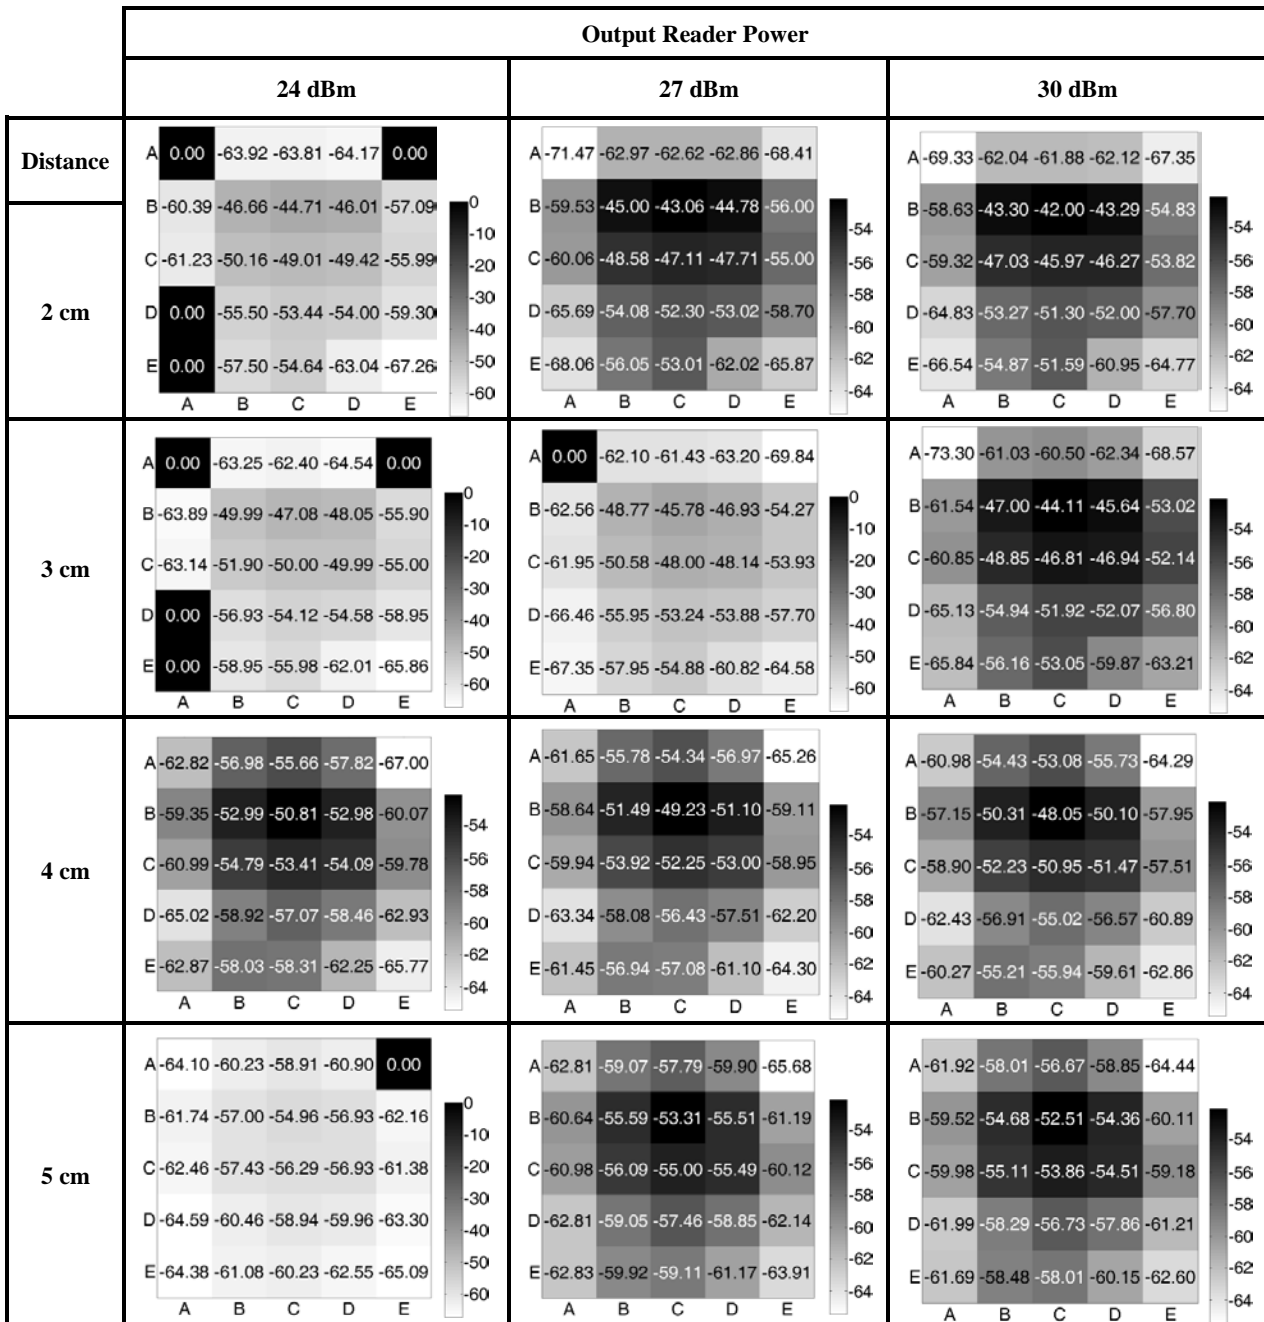 Output Reader Power
24 dBm 27 dBm 30 dBm
Distance
2 cm
A 0.00 -63.92 -63.81 -64.17 0.00
B -60.39 -46.66 -44.71 -46.01 -57.09
C -61.23 -50.16 -49.01 -49.42 -55.99
D 0.00 -55.50 -53.44 -54.00 -59.30
E 0.00 -57.50 -54.64 -63.04 -67.26
A B C D E
0
-10
-20
-30
-40
-50
-60
A -71.47 -62.97 -62.62 -62.86 -68.41
B -59.53 -45.00 -43.06 -44.78 -56.00
C -60.06 -48.58 -47.11 -47.71 -55.00
D -65.69 -54.08 -52.30 -53.02 -58.70
E -68.06 -56.05 -53.01 -62.02 -65.87
A B C D E
-54
-56
-58
-60
-62
-64
A -69.33 -62.04 -61.88 -62.12 -67.35
B -58.63 -43.30 -42.00 -43.29 -54.83
C -59.32 -47.03 -45.97 -46.27 -53.82
D -64.83 -53.27 -51.30 -52.00 -57.70
E -66.54 -54.87 -51.59 -60.95 -64.77
A B C D E
-54
-56
-58
-60
-62
-64
3 cm
A 0.00 -63.25 -62.40 -64.54 0.00
B -63.89 -49.99 -47.08 -48.05 -55.90
C -63.14 -51.90 -50.00 -49.99 -55.00
D 0.00 -56.93 -54.12 -54.58 -58.95
E 0.00 -58.95 -55.98 -62.01 -65.86
A B C D E
0
-10
-20
-30
-40
-50
-60
A 0.00 -62.10 -61.43 -63.20 -69.84
B -62.56 -48.77 -45.78 -46.93 -54.27
C -61.95 -50.58 -48.00 -48.14 -53.93
D -66.46 -55.95 -53.24 -53.88 -57.70
E -67.35 -57.95 -54.88 -60.82 -64.58
A B C D E
0
-10
-20
-30
-40
-50
-60
A -73.30 -61.03 -60.50 -62.34 -68.57
B -61.54 -47.00 -44.11 -45.64 -53.02
C -60.85 -48.85 -46.81 -46.94 -52.14
D -65.13 -54.94 -51.92 -52.07 -56.80
E -65.84 -56.16 -53.05 -59.87 -63.21
A B C D E
-54
-56
-58
-60
-62
-64
4 cm
A -62.82 -56.98 -55.66 -57.82 -67.00
B -59.35 -52.99 -50.81 -52.98 -60.07
C -60.99 -54.79 -53.41 -54.09 -59.78
D -65.02 -58.92 -57.07 -58.46 -62.93
E -62.87 -58.03 -58.31 -62.25 -65.77
A B C D E
-54
-56
-58
-60
-62
-64
A -61.65 -55.78 -54.34 -56.97 -65.26
B -58.64 -51.49 -49.23 -51.10 -59.11
C -59.94 -53.92 -52.25 -53.00 -58.95
D -63.34 -58.08 -56.43 -57.51 -62.20
E -61.45 -56.94 -57.08 -61.10 -64.30
A B C D E
-54
-56
-58
-60
-62
-64
A -60.98 -54.43 -53.08 -55.73 -64.29
B -57.15 -50.31 -48.05 -50.10 -57.95
C -58.90 -52.23 -50.95 -51.47 -57.51
D -62.43 -56.91 -55.02 -56.57 -60.89
E -60.27 -55.21 -55.94 -59.61 -62.86
A B C D E
-54
-56
-58
-60
-62
-64
5 cm
A -64.10 -60.23 -58.91 -60.90 0.00
B -61.74 -57.00 -54.96 -56.93 -62.16
C -62.46 -57.43 -56.29 -56.93 -61.38
D -64.59 -60.46 -58.94 -59.96 -63.30
E -64.38 -61.08 -60.23 -62.55 -65.09
A B C D E
0
-10
-20
-30
-40
-50
-60
A -62.81 -59.07 -57.79 -59.90 -65.68
B -60.64 -55.59 -53.31 -55.51 -61.19
C -60.98 -56.09 -55.00 -55.49 -60.12
D -62.81 -59.05 -57.46 -58.85 -62.14
E -62.83 -59.92 -59.11 -61.17 -63.91
A B C D E
-54
-56
-58
-60
-62
-64
A -61.92 -58.01 -56.67 -58.85 -64.44
B -59.52 -54.68 -52.51 -54.36 -60.11
C -59.98 -55.11 -53.86 -54.51 -59.18
D -61.99 -58.29 -56.73 -57.86 -61.21
E -61.69 -58.48 -58.01 -60.15 -62.60
A B C D E
-54
-56
-58
-60
-62
-64